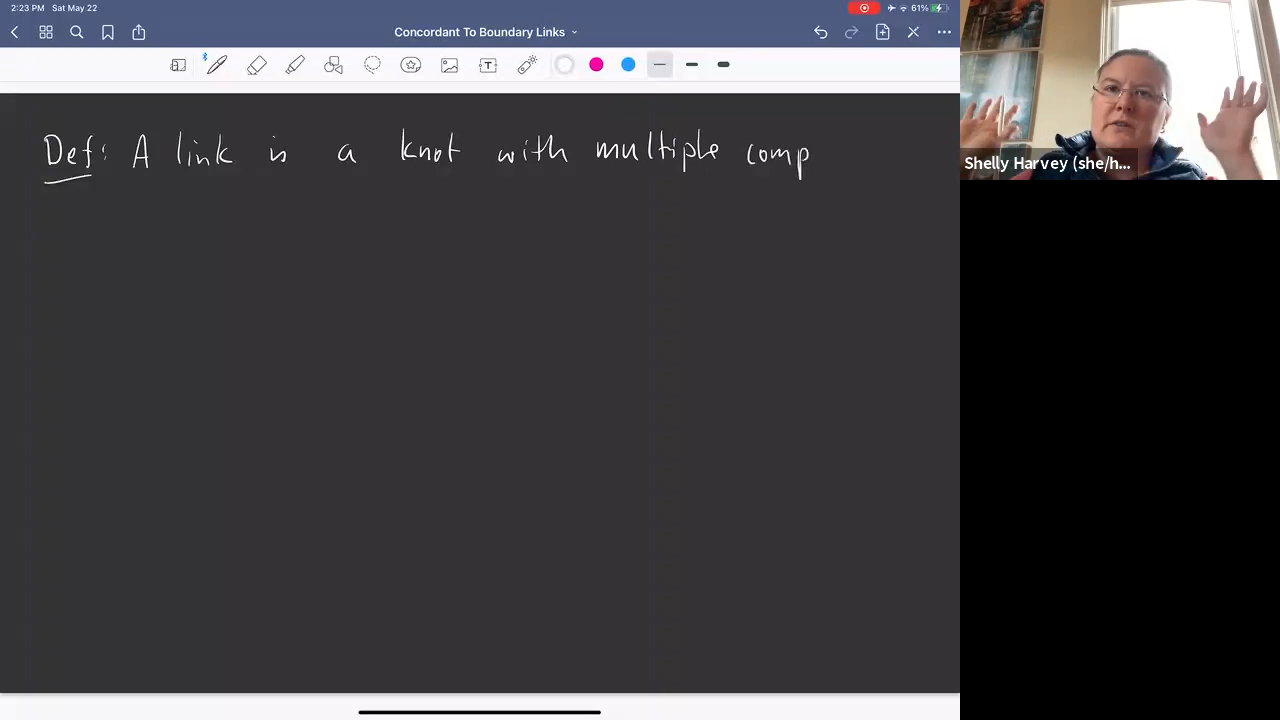 2:23 PM Sat May 22
61%
Concordant To Boundary Links
T
Def: A link is a knot with multiple comp
Shelly Harvey (she/h...